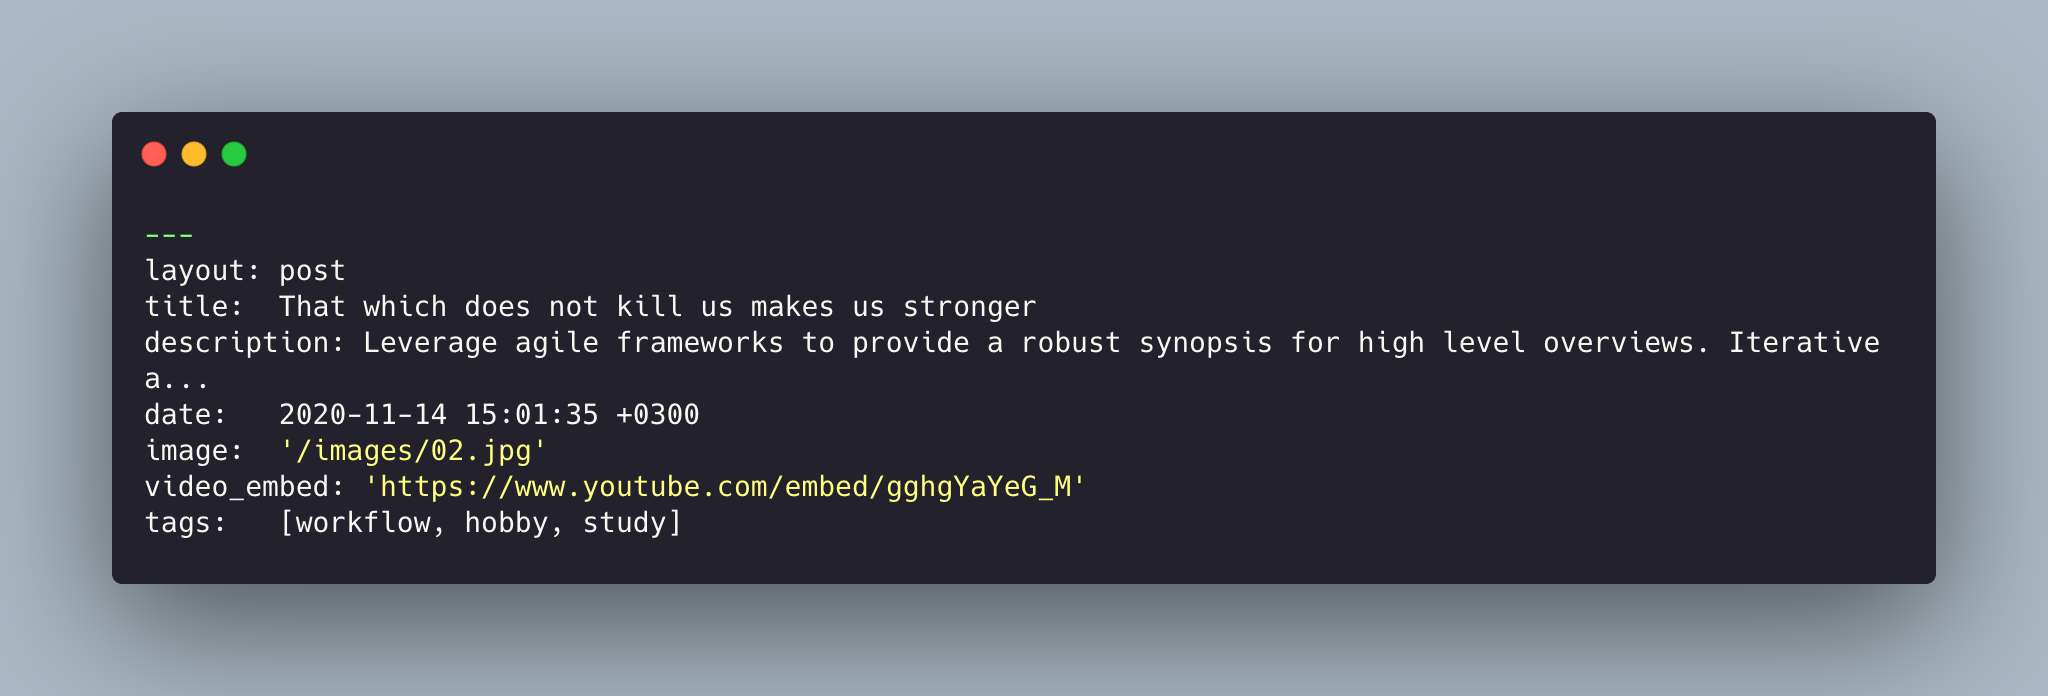 ---
layout: post
title:  That which does not kill us makes us stronger
description: Leverage agile frameworks to provide a robust synopsis for high level overviews. Iterative
a...
date:   2020-11-14 15:01:35 +0300
image:  '/images/02.jpg'
video_embed: 'https://www.youtube.com/embed/gghgYaYeG_M'
tags:   [workflow, hobby, study]